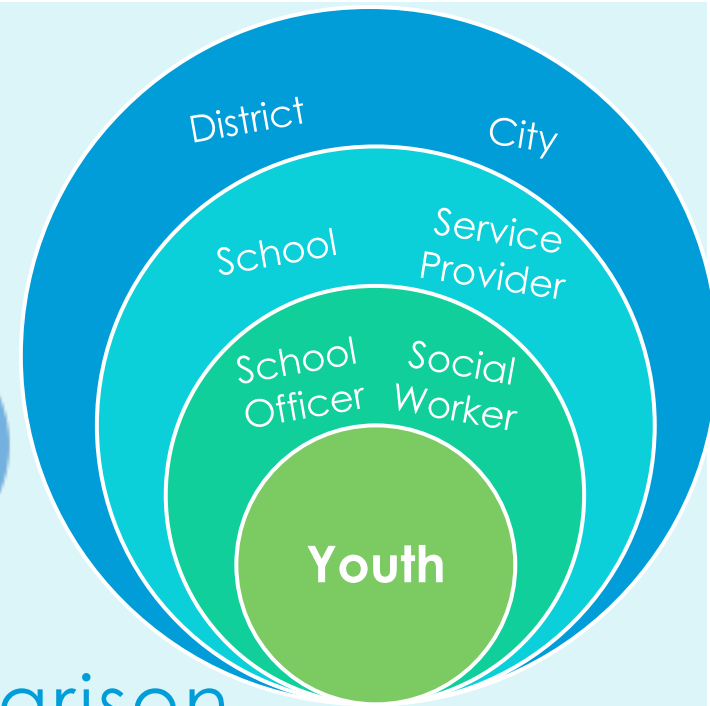 District
City
School
Service
Provider
School
Officer
Social
Worker
Youth